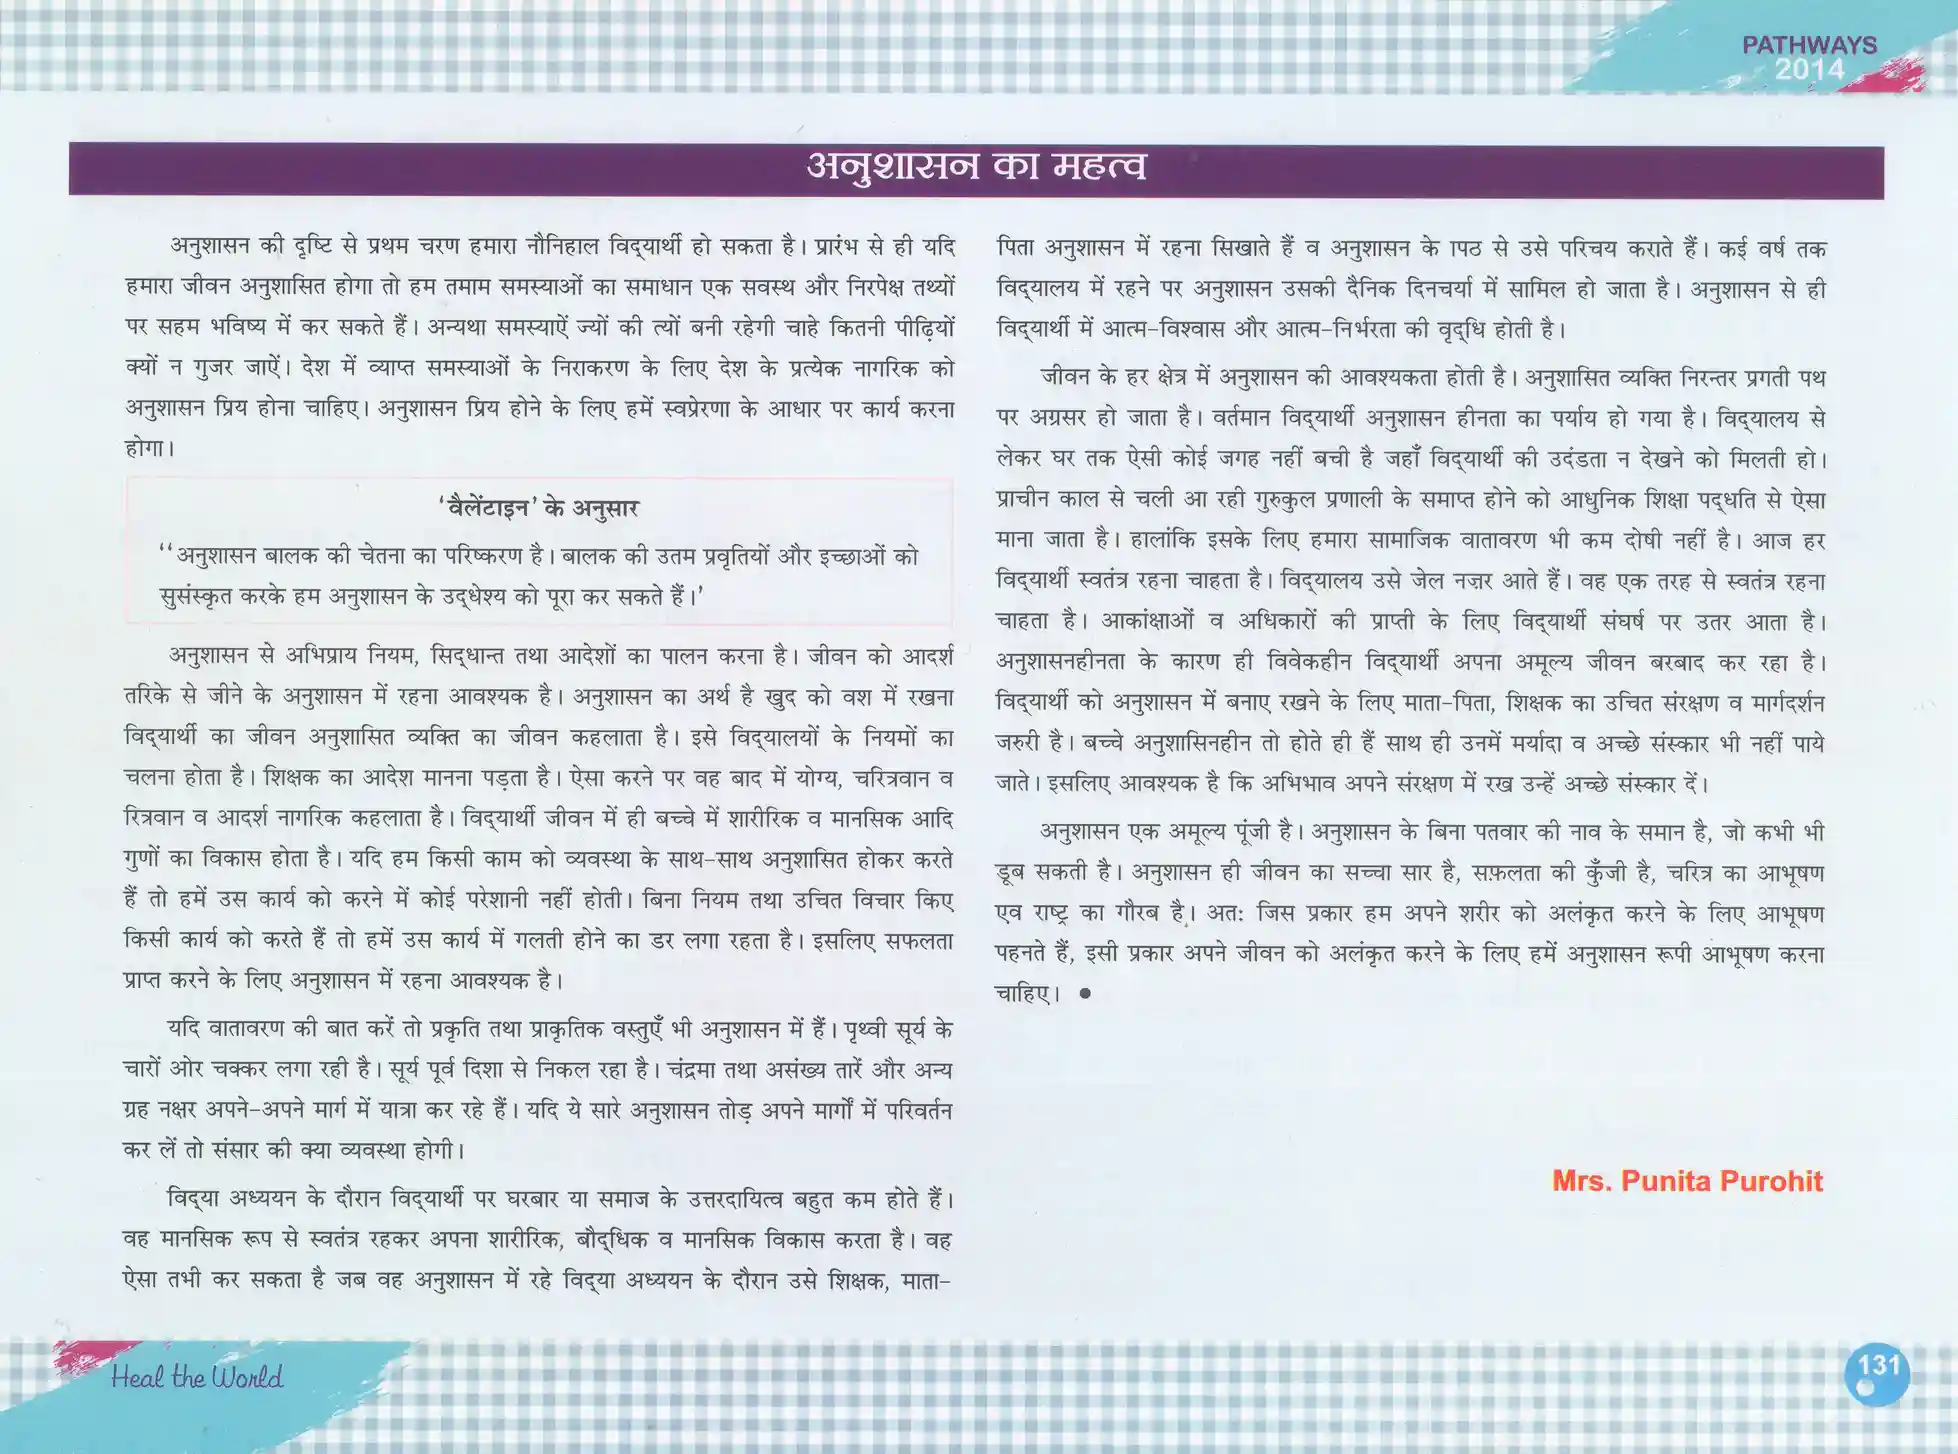 PATHWAYS
2014
अनुशासन का महत्व
अनुशासन की दृष्टि से प्रथम चरण हमारा नौनिहाल विद्‌यार्थी हो सकता है। प्रारंभ से ही यदि
हमारा जीवन अनुशासित होगा तो हम तमाम समस्याओं का समाधान एक सवस्थ और निरपेक्ष तथ्यों
पर सहम भविष्य में कर सकते हैं। अन्यथा समस्याऐं ज्यों की त्यों बनी रहेगी चाहे कितनी पीढ़ियों
क्यों न गुजर जाऐं। देश में व्याप्त समस्याओं के निराकरण के लिए देश के प्रत्येक नागरिक को
अनुशासन प्रिय होना चाहिए। अनुशासन प्रिय होने के लिए हमें स्वप्रेरणा के आधार पर कार्य करना
होगा।
‘वैलेंटाइन’ के अनुसार
‘‘अनुशासन बालक की चेतना का परिष्करण है। बालक की उतम प्रवृतियों और इच्छाओं को
सुसंस्कृत करके हम अनुशासन के उद्‌धेश्य को पूरा कर सकते हैं।’
अनुशासन से अभिप्राय नियम, सिद्‌धान्त तथा आदेशों का पालन करना है। जीवन को आदर्श
तरिके से जीने के अनुशासन में रहना आवश्यक है। अनुशासन का अर्थ है खुद को वश में रखना
विद्‌यार्थी का जीवन अनुशासित व्यक्ति का जीवन कहलाता है। इसे विद्‌यालयों के नियमों का
चलना होता है। शिक्षक का आदेश मानना पड़ता है। ऐसा करने पर वह बाद में योग्य, चरित्रवान व
रित्रवान व आदर्श नागरिक कहलाता है। विद्‌यार्थी जीवन में ही बच्चे में शारीरिक व मानसिक आदि
गुणों का विकास होता है। यदि हम किसी काम को व्यवस्था के साथ-साथ अनुशासित होकर करते
हैं तो हमें उस कार्य को करने में कोई परेशानी नहीं होती। बिना नियम तथा उचित विचार किए
किसी कार्य को करते हैं तो हमें उस कार्य में गलती होने का डर लगा रहता है। इसलिए सफलता
प्राप्त करने के लिए अनुशासन में रहना आवश्यक है।
यदि वातावरण की बात करें तो प्रकृति तथा प्राकृतिक वस्तुएँ भी अनुशासन में हैं। पृथ्वी सूर्य के
चारों ओर चक्कर लगा रही है। सूर्य पूर्व दिशा से निकल रहा है। चंद्रमा तथा असंख्य तारें और अन्य
ग्रह नक्षर अपने-अपने मार्ग में यात्रा कर रहे हैं। यदि ये सारे अनुशासन तोड़ अपने मार्गों में परिवर्तन
कर लें तो संसार की क्या व्यवस्था होगी।
विद्‌या अध्ययन के दौरान विद्‌यार्थी पर घरबार या समाज के उत्तरदायित्व बहुत कम होते हैं।
वह मानसिक रूप से स्वतंत्र रहकर अपना शारीरिक, बौद्‌धिक व मानसिक विकास करता है। वह
ऐसा तभी कर सकता है जब वह अनुशासन में रहे विद्‌या अध्ययन के दौरान उसे शिक्षक, माता-
पिता अनुशासन में रहना सिखाते हैं व अनुशासन के ापठ से उसे परिचय कराते हैं। कई वर्ष तक
विद्‌यालय में रहने पर अनुशासन उसकी दैनिक दिनचर्या में सामिल हो जाता है। अनुशासन से ही
विद्‌यार्थी में आत्म-विश्वास और आत्म-निर्भरता की वृद्‌धि होती है।
जीवन के हर क्षेत्र में अनुशासन की आवश्यकता होती है। अनुशासित व्यक्ति निरन्तर प्रगती पथ
पर अग्रसर हो जाता है। वर्तमान विद्‌यार्थी अनुशासन हीनता का पर्याय हो गया है। विद्‌यालय से
लेकर घर तक ऐसी कोई जगह नहीं बची है जहाँ विद्‌यार्थी की उदंडता न देखने को मिलती हो।
प्राचीन काल से चली आ रही गुरुकुल प्रणाली के समाप्त होने को आधुनिक शिक्षा पद्‌धति से ऐसा
माना जाता है। हालांकि इसके लिए हमारा सामाजिक वातावरण भी कम दोषी नहीं है। आज हर
विद्‌यार्थी स्वतंत्र रहना चाहता है। विद्‌यालय उसे जेल नज़र आते हैं। वह एक तरह से स्वतंत्र रहना
चाहता है। आकांक्षाओं व अधिकारों की प्राप्ती के लिए विद्‌यार्थी संघर्ष पर उतर आता है।
अनुशासनहीनता के कारण ही विवेकहीन विद्‌यार्थी अपना अमूल्य जीवन बरबाद कर रहा है।
विद्‌यार्थी को अनुशासन में बनाए रखने के लिए माता-पिता, शिक्षक का उचित संरक्षण व मार्गदर्शन
जरुरी है। बच्चे अनुशासिनहीन तो होते ही हैं साथ ही उनमें मर्यादा व अच्छे संस्कार भी नहीं पाये
जाते। इसलिए आवश्यक है कि अभिभाव अपने संरक्षण में रख उन्हें अच्छे संस्कार दें।
अनुशासन एक अमूल्य पूंजी है। अनुशासन के बिना पतवार की नाव के समान है, जो कभी भी
डूब सकती है। अनुशासन ही जीवन का सच्चा सार है, सफ़लता की कुँजी है, चरित्र का आभूषण
एव राष्ट्र का गौरब है। अतः जिस प्रकार हम अपने शरीर को अलंकृत करने के लिए आभूषण
पहनते हैं, इसी प्रकार अपने जीवन को अलंकृत करने के लिए हमें अनुशासन रूपी आभूषण करना
चाहिए। ●
Mrs. Punita Purohit
Heal the World
131